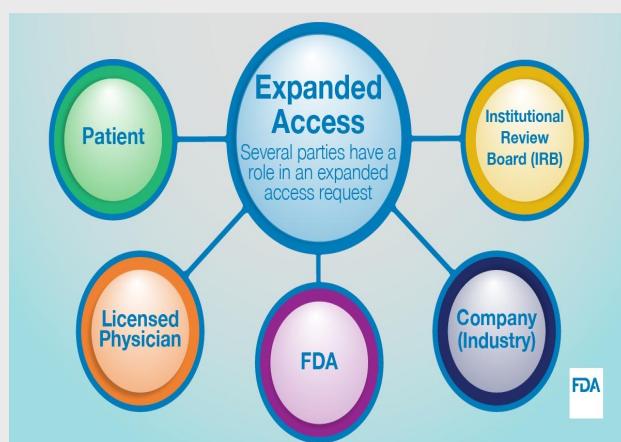 Expanded
Access
Several parties have a
role in an expanded
access request
Patient
Institutional
Review
Board (IRB)
Licensed
Physician
FDA
Company
(Industry)
FDA